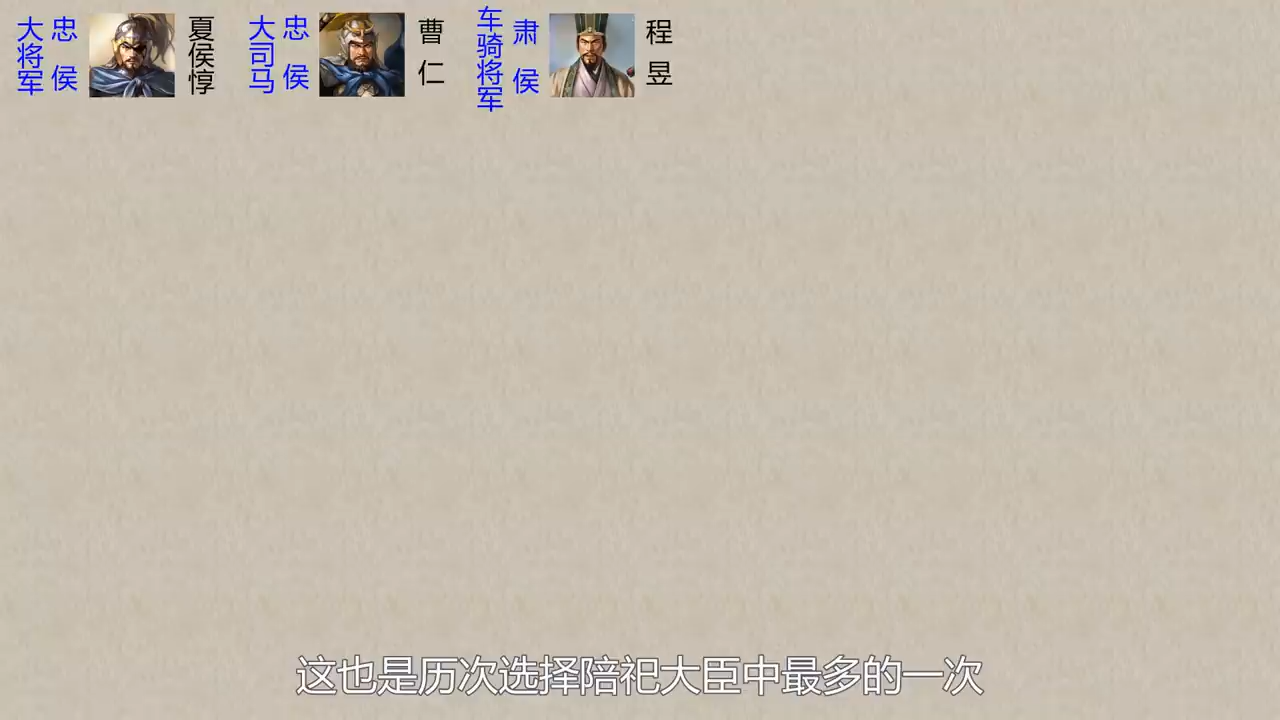 大将军
忠侯
夏侯惇
大司马
忠侯
曹仁
车骑将军
肃侯
程昱
这也是历次选择陪祀大臣中最多的一次